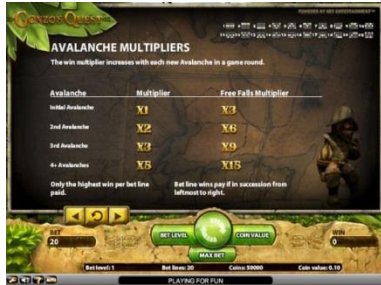 GONZO'S QUEST
POWERED BY NET ENTERTAINMENT
AVALANCHE MULTIPLIERS
The win multiplier increases with each new Avalanche in a game round.
Avalanche Multiplier Free Falls Multiplier
Initial Avalanche X1 X3
2nd Avalanche X2 X6
3rd Avalanche X3 X9
4+ Avalanches X5 X15
Only the highest win per bet line Bet line wins pay if in succession from
paid. leftmost to right.
BET BET LEVEL COIN VALUE WIN
20 0
MAX BET
Bet level: 1 Bet lines: 20 Coins: 50000 Coin value: 0.10
PLAYING FOR FUN